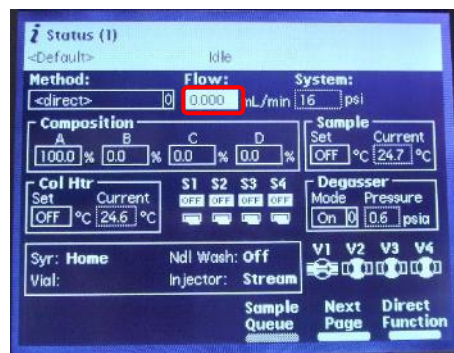 i Status (1)
<Default> Idle
Method: Flow: System:
<direct> 0 0.000 mL/min 16 psi
Composition Sample
A B C D Set Current
100.0 % 0.0 % 0.0 % 0.0 % OFF °C 24.7 °C
Col Htr S1 S2 S3 S4 Degasser
Set Current OFF OFF OFF OFF Mode Pressure
OFF °C 24.6 °C On 0 0.6 psia
Syr: Home Ndl Wash: Off V1 V2 V3 V4
Vial: Injector: Stream
Sample Next Direct
Queue Page Function